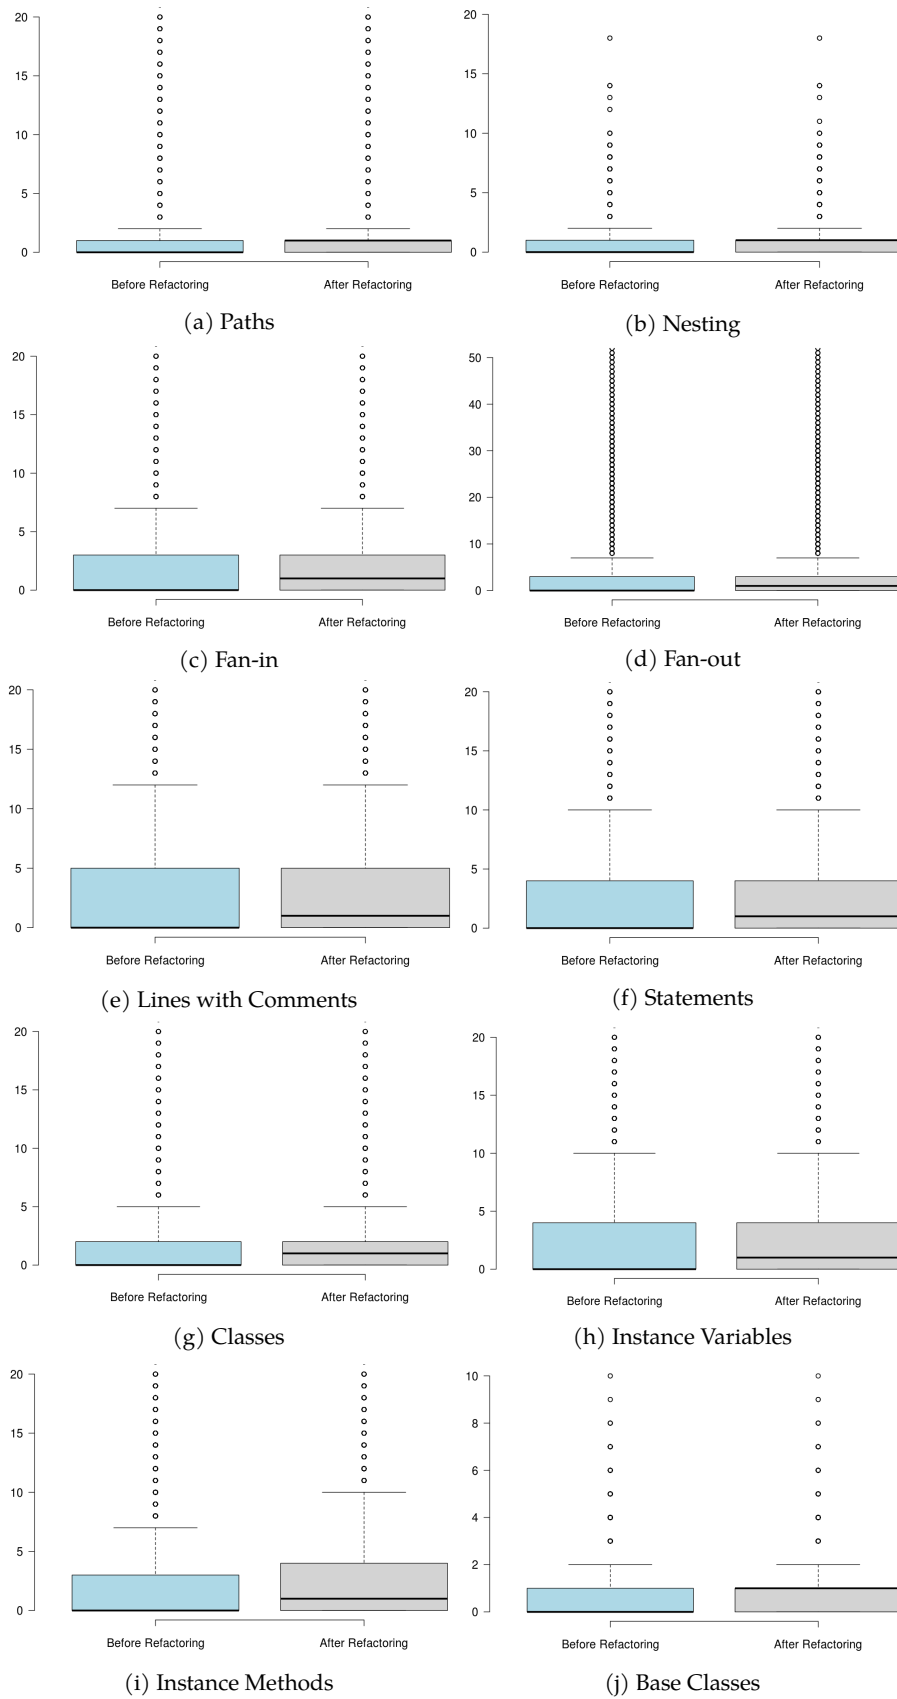 20
15
10
5
0
Before Refactoring After Refactoring
(a) Paths
20
15
10
5
0
Before Refactoring After Refactoring
(b) Nesting
20
15
10
5
0
Before Refactoring After Refactoring
(c) Fan-in
50
40
30
20
10
0
Before Refactoring After Refactoring
(d) Fan-out
20
15
10
5
0
Before Refactoring After Refactoring
(e) Lines with Comments
20
15
10
5
0
Before Refactoring After Refactoring
(f) Statements
20
15
10
5
0
Before Refactoring After Refactoring
(g) Classes
20
15
10
5
0
Before Refactoring After Refactoring
(h) Instance Variables
20
15
10
5
0
Before Refactoring After Refactoring
(i) Instance Methods
10
8
6
4
2
0
Before Refactoring After Refactoring
(j) Base Classes